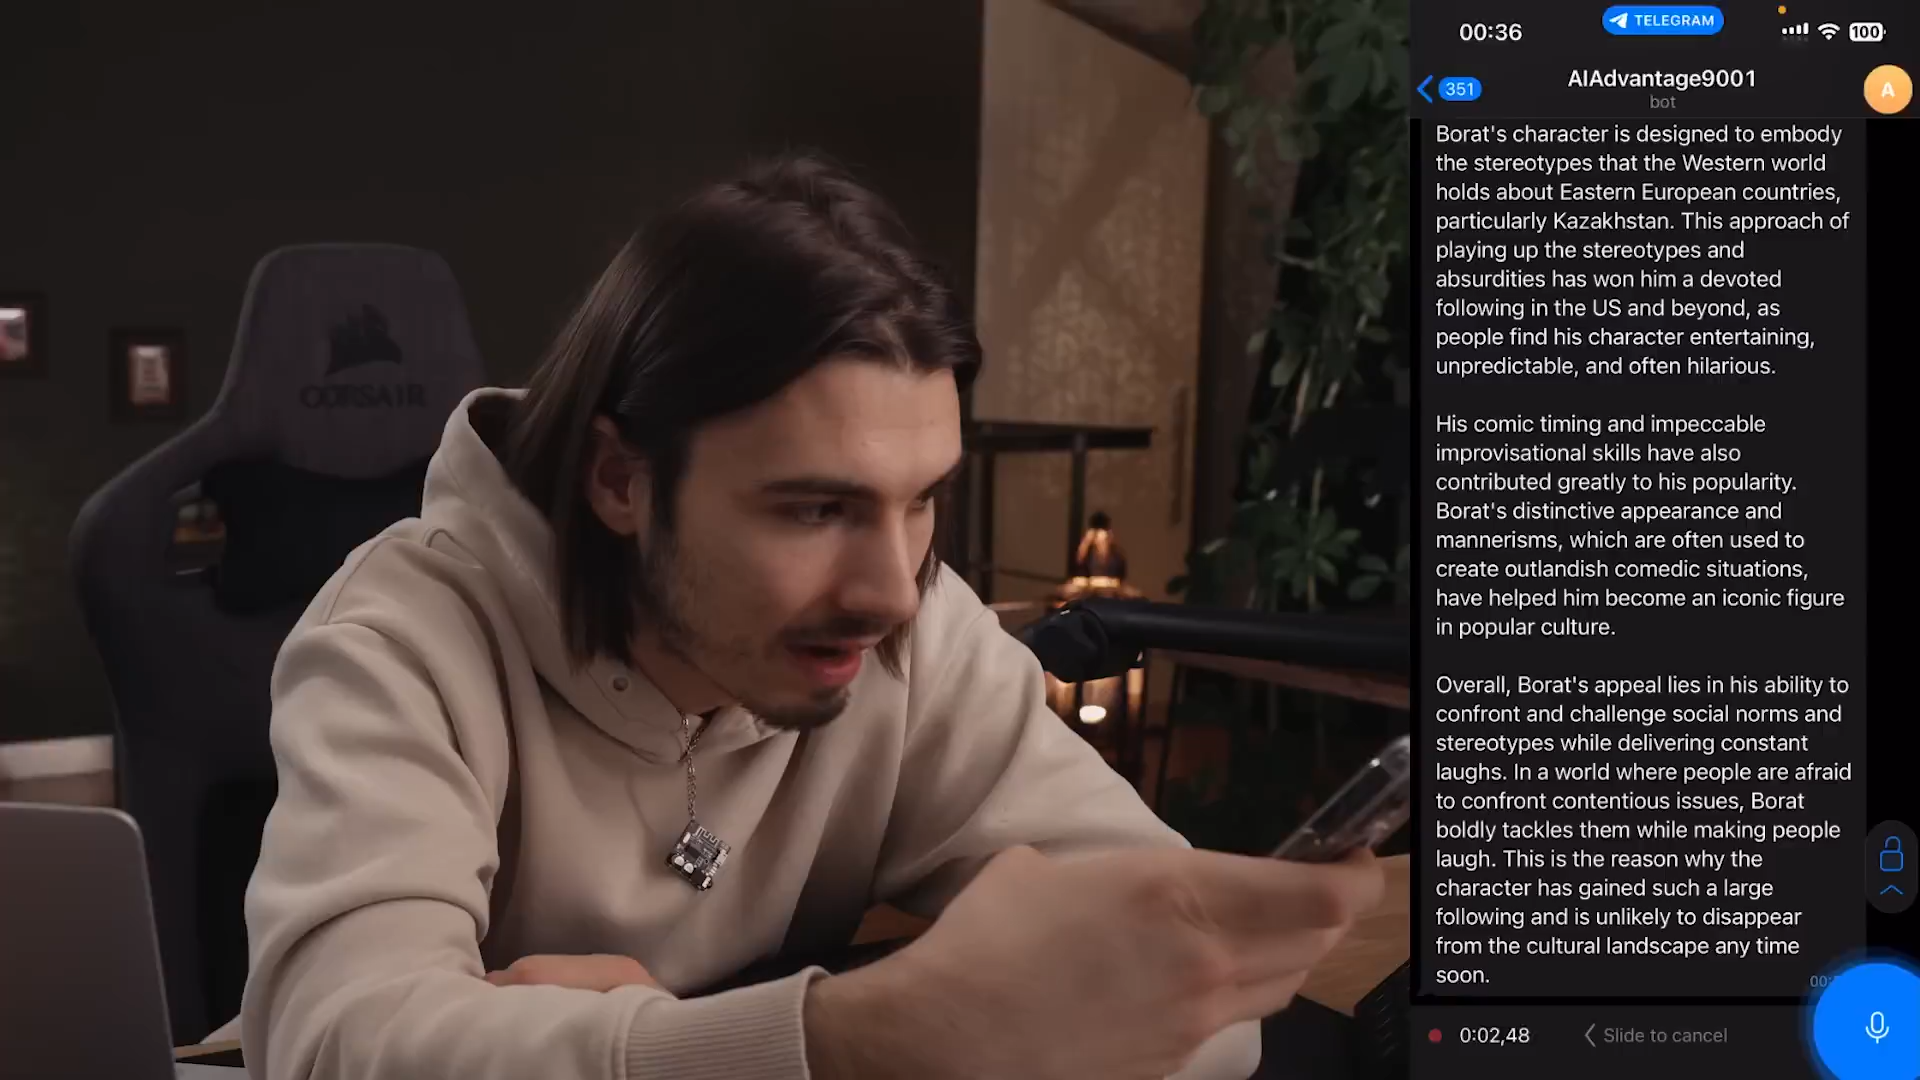 CORSAIR
00:36
TELEGRAM
100
351
AIAdvantage9001
bot
A
Borat's character is designed to embody
the stereotypes that the Western world
holds about Eastern European countries,
particularly Kazakhstan. This approach of
playing up the stereotypes and
absurdities has won him a devoted
following in the US and beyond, as
people find his character entertaining,
unpredictable, and often hilarious.
His comic timing and impeccable
improvisational skills have also
contributed greatly to his popularity.
Borat's distinctive appearance and
mannerisms, which are often used to
create outlandish comedic situations,
have helped him become an iconic figure
in popular culture.
Overall, Borat's appeal lies in his ability to
confront and challenge social norms and
stereotypes while delivering constant
laughs. In a world where people are afraid
to confront contentious issues, Borat
boldly tackles them while making people
laugh. This is the reason why the
character has gained such a large
following and is unlikely to disappear
from the cultural landscape any time
soon.
0:02,48
Slide to cancel